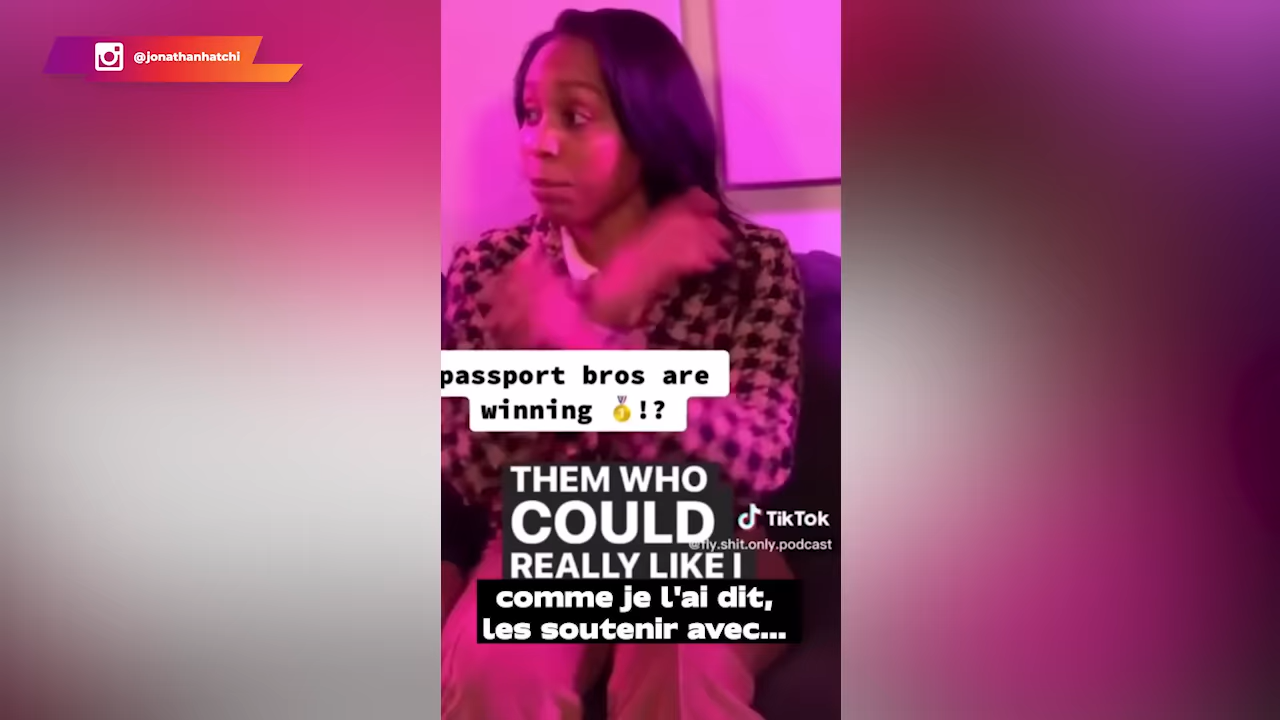 @jonathanhatchi
passport bros are
winning 🏅!?
THEM WHO
COULD
REALLY LIKE I
TikTok
@fly.shit.only.podcast
comme je l'ai dit,
les soutenir avec...